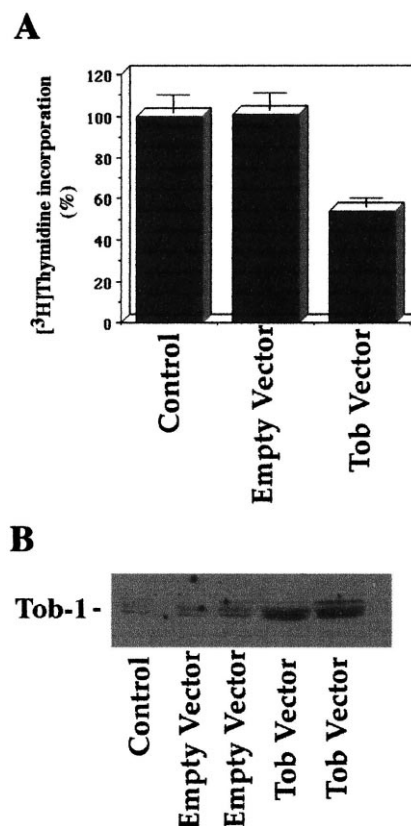 A
[³H]Thymidine incorporation
(%)
120
100
80
60
40
20
0
Control
Empty Vector
Tob Vector
B
Tob-1 -
Control
Empty Vector
Empty Vector
Tob Vector
Tob Vector